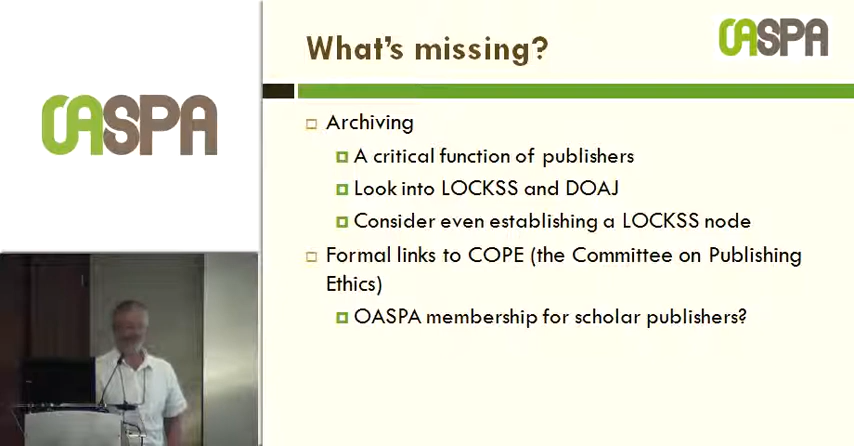 OASPA
What's missing?
OASPA
Archiving
A critical function of publishers
Look into LOCKSS and DOAJ
Consider even establishing a LOCKSS node
Formal links to COPE (the Committee on Publishing
Ethics)
OASPA membership for scholar publishers?